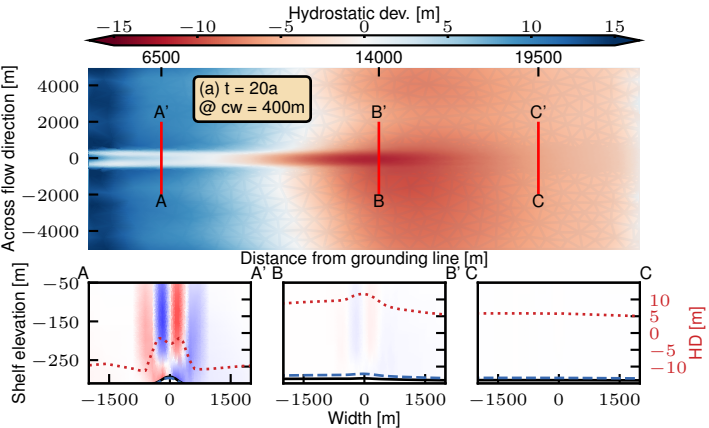 Hydrostatic dev. [m]
−15 −10 −5 0 5 10 15
6500 14000 19500
Across flow direction [m]
4000
2000
0
−2000
−4000
(a) t = 20a
@ cw = 400m
A' B' C'
A B C
Distance from grounding line [m]
A A' B B' C C
Shelf elevation [m]
−50
−150
−250
10
5
0
−5
−10
HD [m]
−1500 0 1500 −1500 0 1500 −1500 0 1500
Width [m]